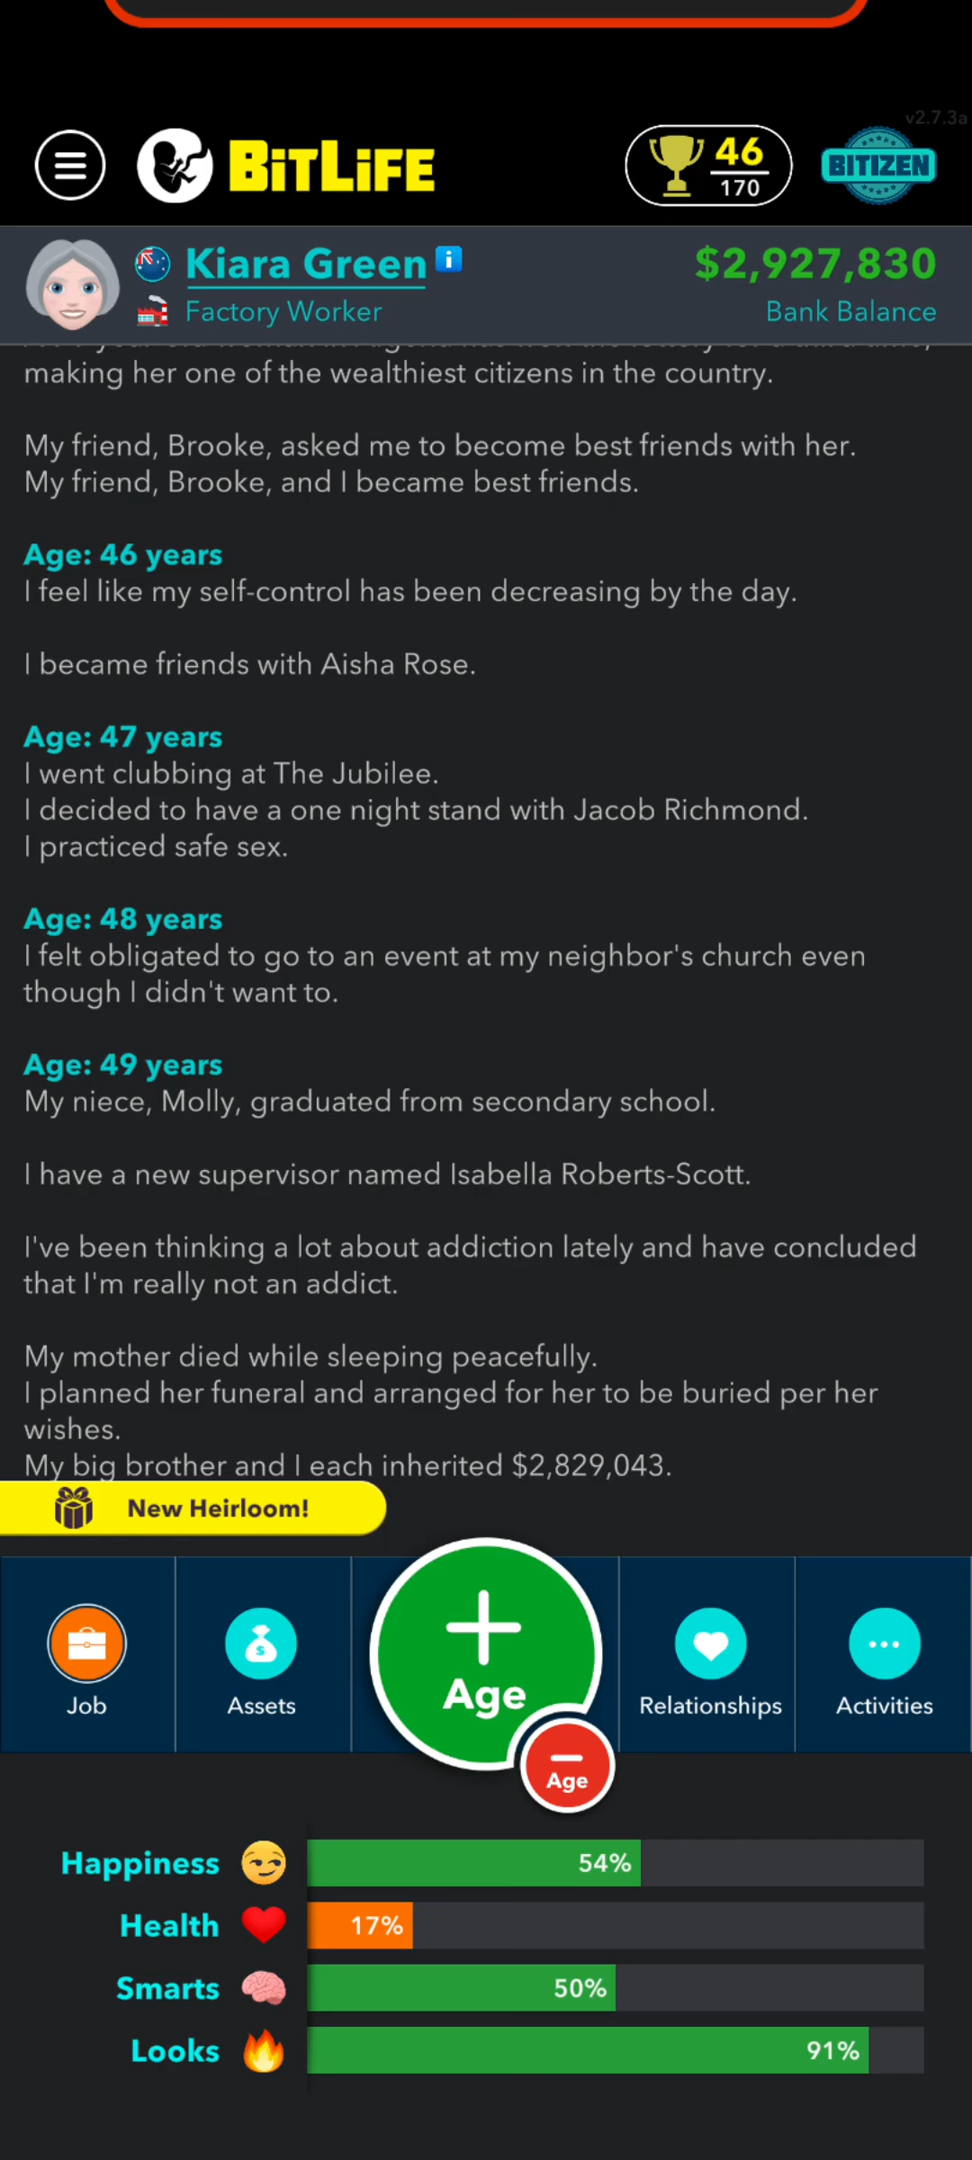 v2.7.3a
BITLIFE
46
170
BITIZEN
Kiara Green
$2,927,830
Factory Worker
Bank Balance
making her one of the wealthiest citizens in the country.
My friend, Brooke, asked me to become best friends with her.
My friend, Brooke, and I became best friends.
Age: 46 years
I feel like my self-control has been decreasing by the day.
I became friends with Aisha Rose.
Age: 47 years
I went clubbing at The Jubilee.
I decided to have a one night stand with Jacob Richmond.
I practiced safe sex.
Age: 48 years
I felt obligated to go to an event at my neighbor's church even
though I didn't want to.
Age: 49 years
My niece, Molly, graduated from secondary school.
I have a new supervisor named Isabella Roberts-Scott.
I've been thinking a lot about addiction lately and have concluded
that I'm really not an addict.
My mother died while sleeping peacefully.
I planned her funeral and arranged for her to be buried per her
wishes.
My big brother and I each inherited $2,829,043.
New Heirloom!
Job
Assets
Age
Age
Relationships
Activities
Happiness
54%
Health
17%
Smarts
50%
Looks
91%